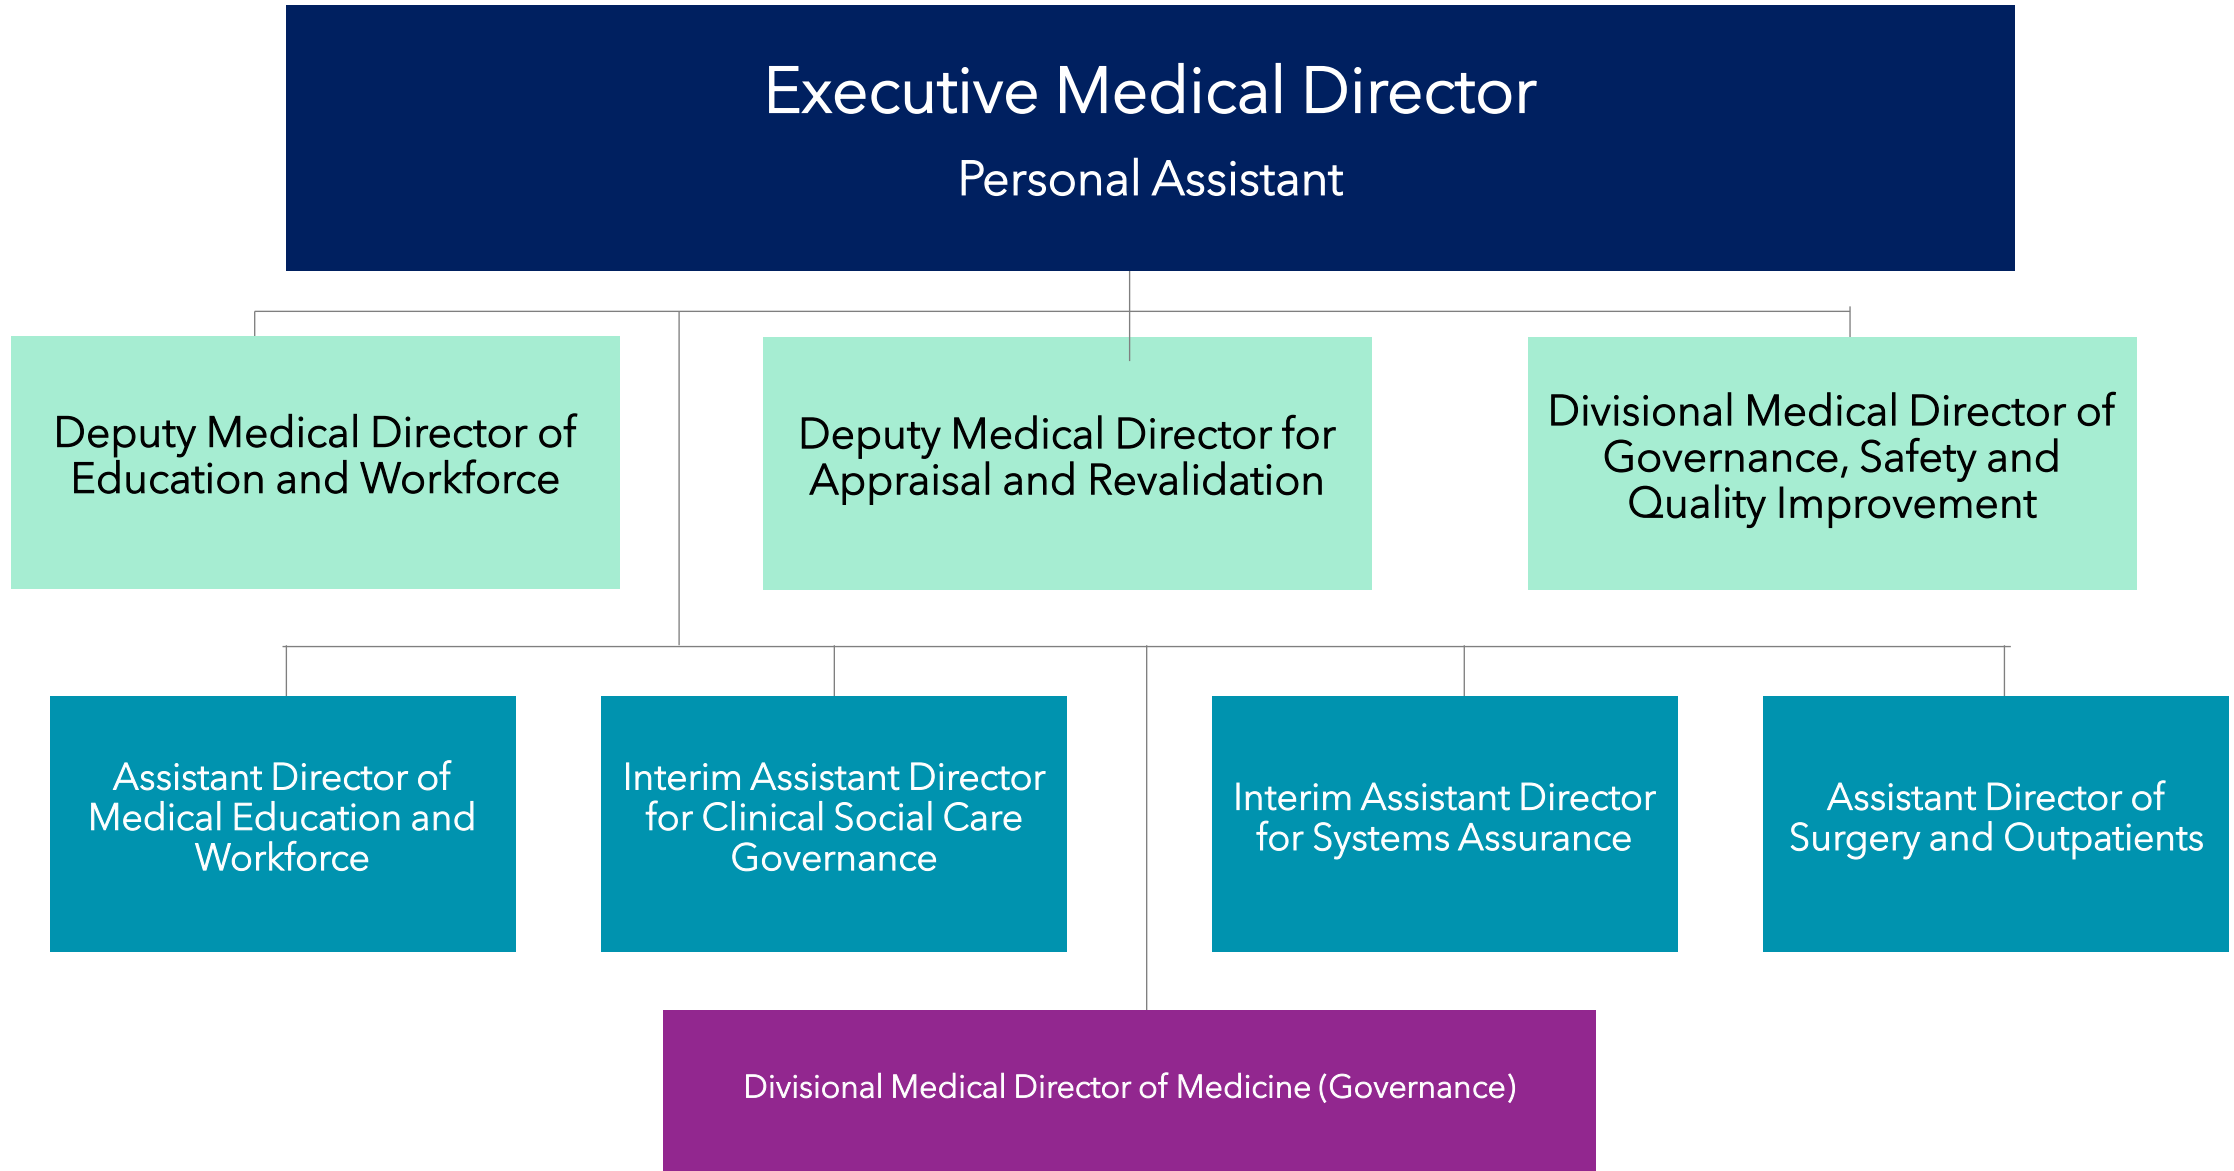 Executive Medical Director
Personal Assistant
Deputy Medical Director of
Education and Workforce
Deputy Medical Director for
Appraisal and Revalidation
Divisional Medical Director of
Governance, Safety and
Quality Improvement
Assistant Director of
Medical Education and
Workforce
Interim Assistant Director
for Clinical Social Care
Governance
Interim Assistant Director
for Systems Assurance
Assistant Director of
Surgery and Outpatients
Divisional Medical Director of Medicine (Governance)